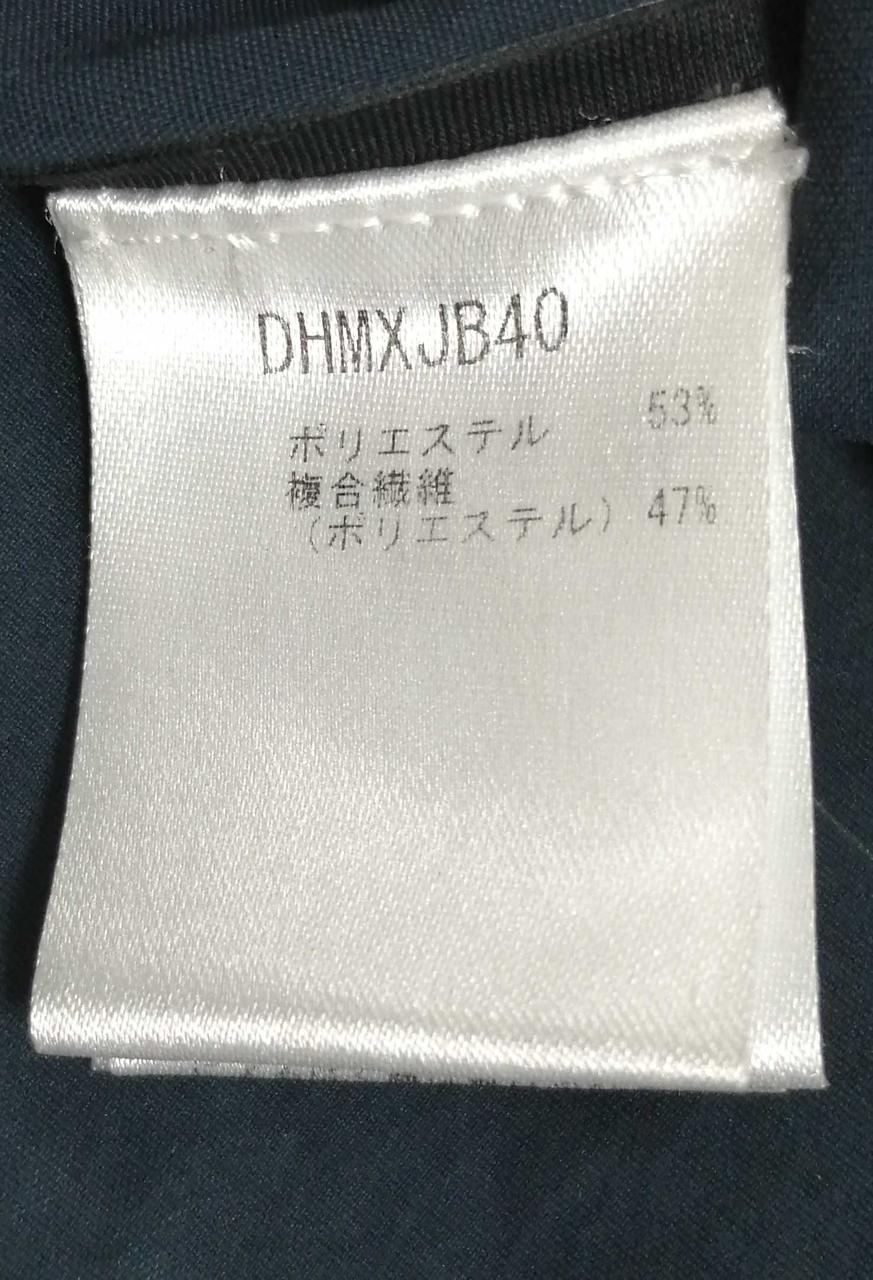 DHMXJB40
ポリエステル 53%
複合繊維
(ポリエステル) 47%